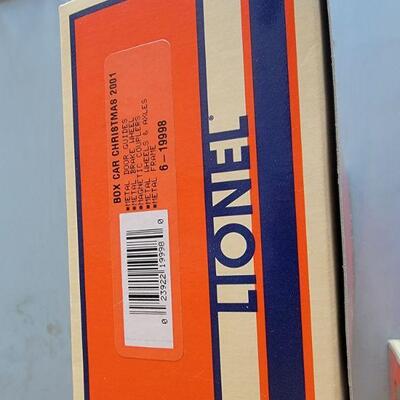 BOX CAR CHRISTMAS 2001
*METAL DOOR GUIDES
*METAL BRAKE WHEEL
*MAGNETIC COUPLERS
*METAL WHEELS & AXLES
*METAL FRAME
6-19998
0 23922 19998 0
LIONEL®